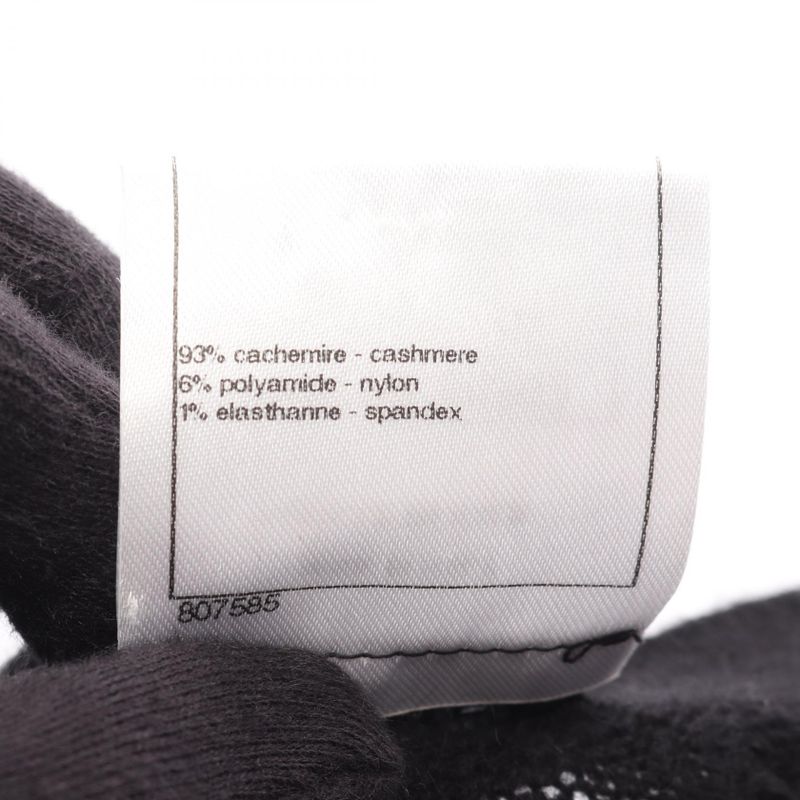 93% cachemire - cashmere
6% polyamide - nylon
1% elasthanne - spandex
807585